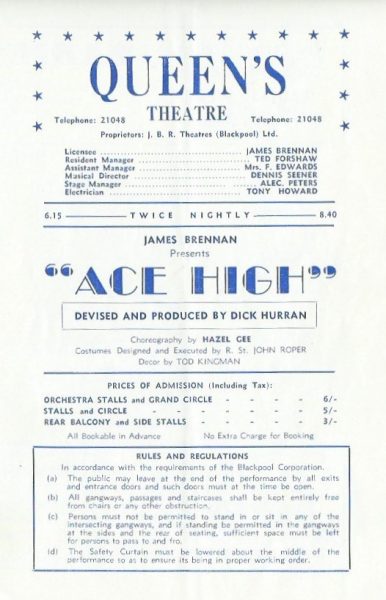 QUEEN'S
THEATRE
Telephone: 21048 Telephone: 21048
Proprietors: J. B. R. Theatres (Blackpool) Ltd.
Licensee JAMES BRENNAN
Resident Manager TED FORSHAW
Assistant Manager Mrs. F. EDWARDS
Musical Director DENNIS SEENER
Stage Manager ALEC. PETERS
Electrician TONY HOWARD
6.15 — TWICE NIGHTLY — 8.40
JAMES BRENNAN
Presents
"ACE HIGH"
DEVISED AND PRODUCED BY DICK HURRAN
Choreography by HAZEL GEE
Costumes Designed and Executed by R. St. JOHN ROPER
Decor by TOD KINGMAN
PRICES OF ADMISSION (Including Tax):
ORCHESTRA STALLS and GRAND CIRCLE - - - - 6/-
STALLS and CIRCLE - - - - - - 5/-
REAR BALCONY and SIDE STALLS - - - - 3/-
All Bookable in Advance No Extra Charge for Booking
RULES AND REGULATIONS
In accordance with the requirements of the Blackpool Corporation.
(a) The public may leave at the end of the performance by all exits
and entrance doors and such doors must at the time be open.
(b) All gangways, passages and staircases shall be kept entirely free
from chairs or any other obstruction.
(c) Persons must not be permitted to stand in or sit in any of the
intersecting gangways, and if standing be permitted in the gangways
at the sides and the rear of seating, sufficient space must be left
for persons to pass to and fro.
(d) The Safety Curtain must be lowered about the middle of the
performance so as to ensure its being in proper working order.